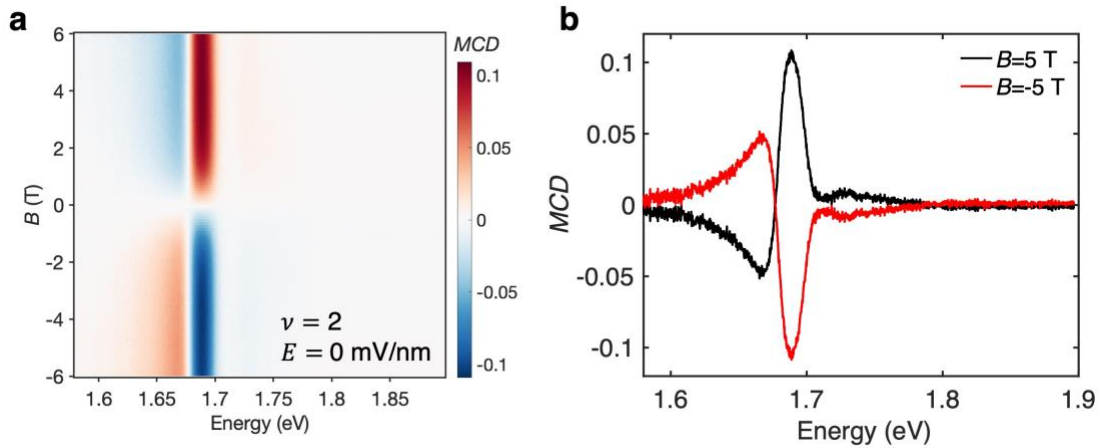 a
MCD
6
4
2
0
-2
-4
-6
B (T)
ν = 2
E = 0 mV/nm
1.6 1.65 1.7 1.75 1.8 1.85
Energy (eV)
0.1
0.05
0
-0.05
-0.1
b
B=5 T
B=-5 T
0.1
0.05
0
-0.05
-0.1
MCD
1.6 1.7 1.8 1.9
Energy (eV)